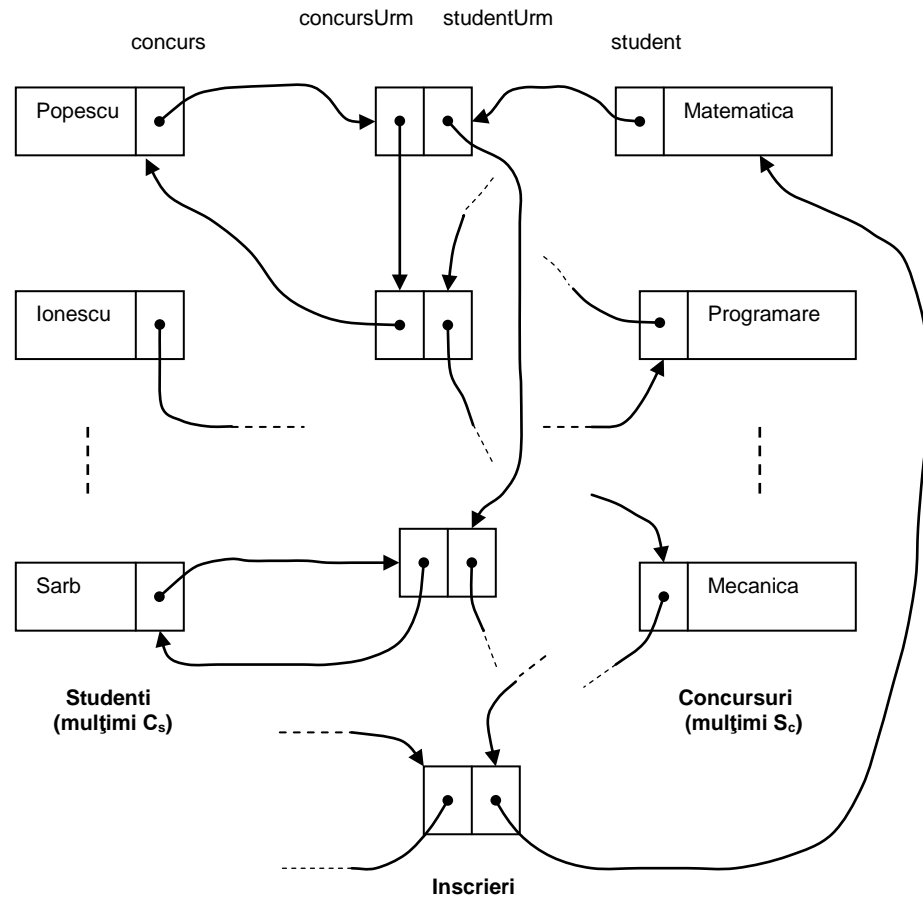 concursUrm studentUrm
concurs student
Popescu Matematica
Ionescu Programare
Sarb Mecanica
Studenti Concursuri
(mulţimi Cs) (mulţimi Sc)
Inscrieri